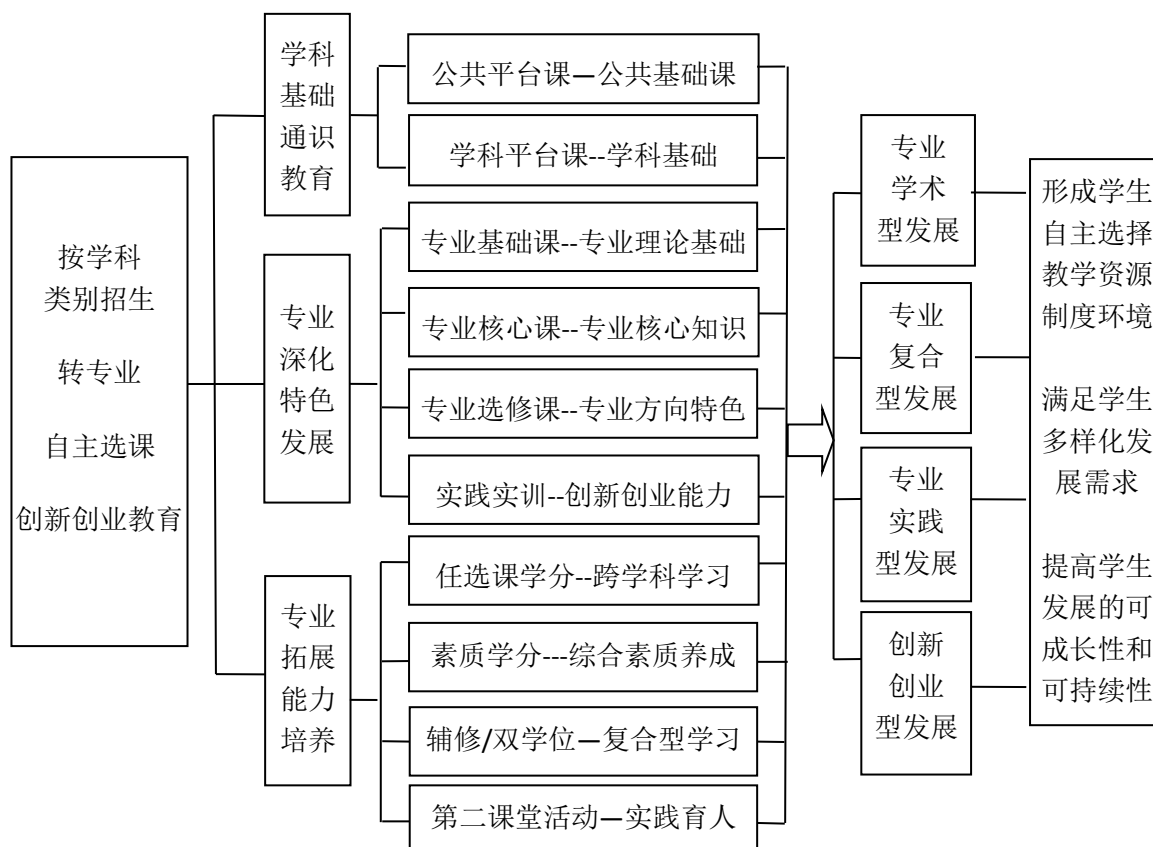 按学科
类别招生
转专业
自主选课
创新创业教育
学科
基础
通识
教育
专业
深化
特色
发展
专业
拓展
能力
培养
公共平台课—公共基础课
学科平台课--学科基础
专业基础课--专业理论基础
专业核心课--专业核心知识
专业选修课--专业方向特色
实践实训--创新创业能力
任选课学分--跨学科学习
素质学分---综合素质养成
辅修/双学位—复合型学习
第二课堂活动—实践育人
专业
学术
型发展
专业
复合
型发展
专业
实践
型发展
创新
创业
型发展
形成学生
自主选择
教学资源
制度环境
满足学生
多样化发
展需求
提高学生
发展的可
成长性和
可持续性